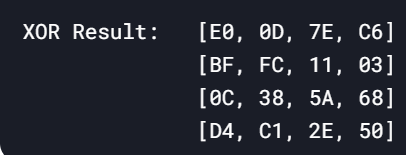 XOR Result: [E0, 0D, 7E, C6]
[BF, FC, 11, 03]
[0C, 38, 5A, 68]
[D4, C1, 2E, 50]